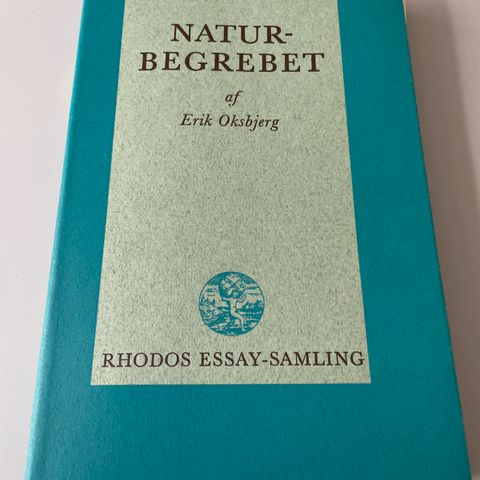 NATUR-
BEGREBET
af
Erik Oksbjerg
RHODOS ESSAY-SAMLING